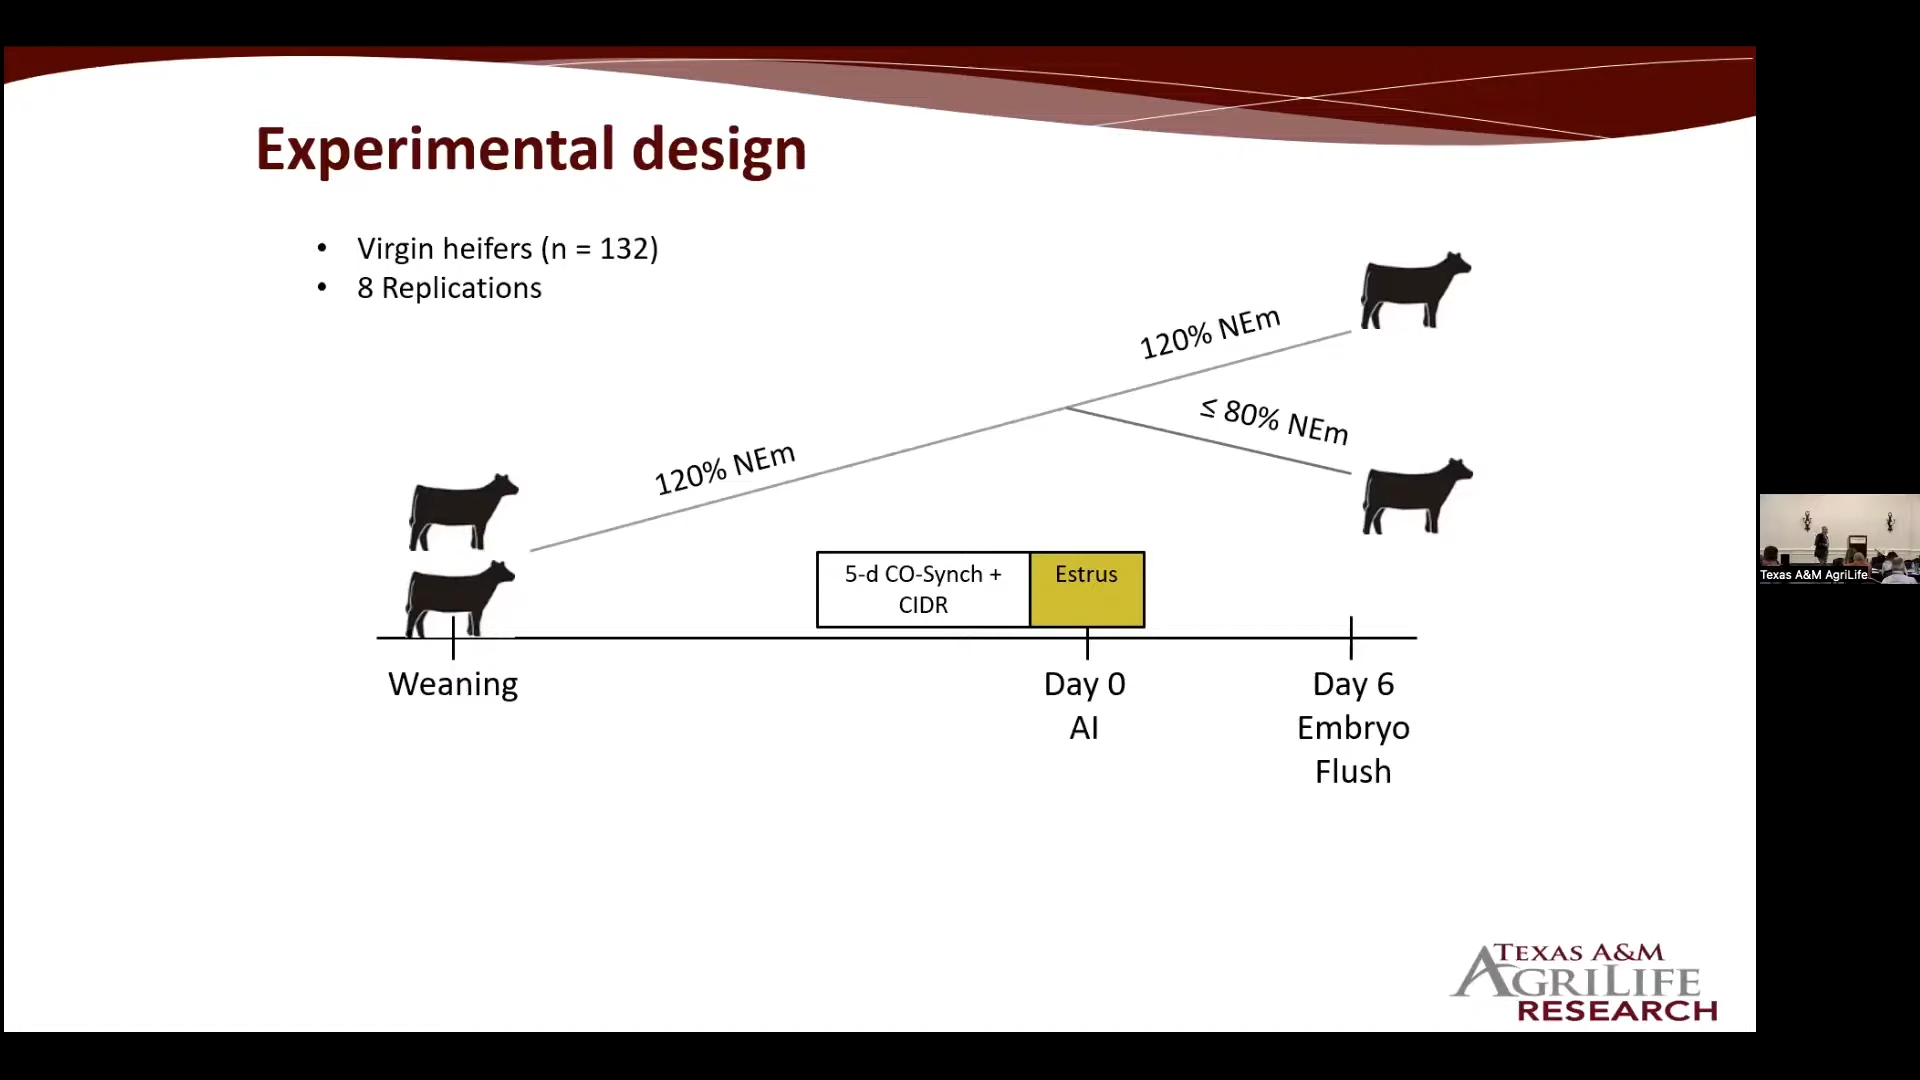 Experimental design
• Virgin heifers (n = 132)
• 8 Replications
120% NEm
≤ 80% NEm
120% NEm
5-d CO-Synch +
CIDR
Estrus
Weaning
Day 0
AI
Day 6
Embryo
Flush
Texas A&M AgriLife
TEXAS A&M
AGRILIFE
RESEARCH